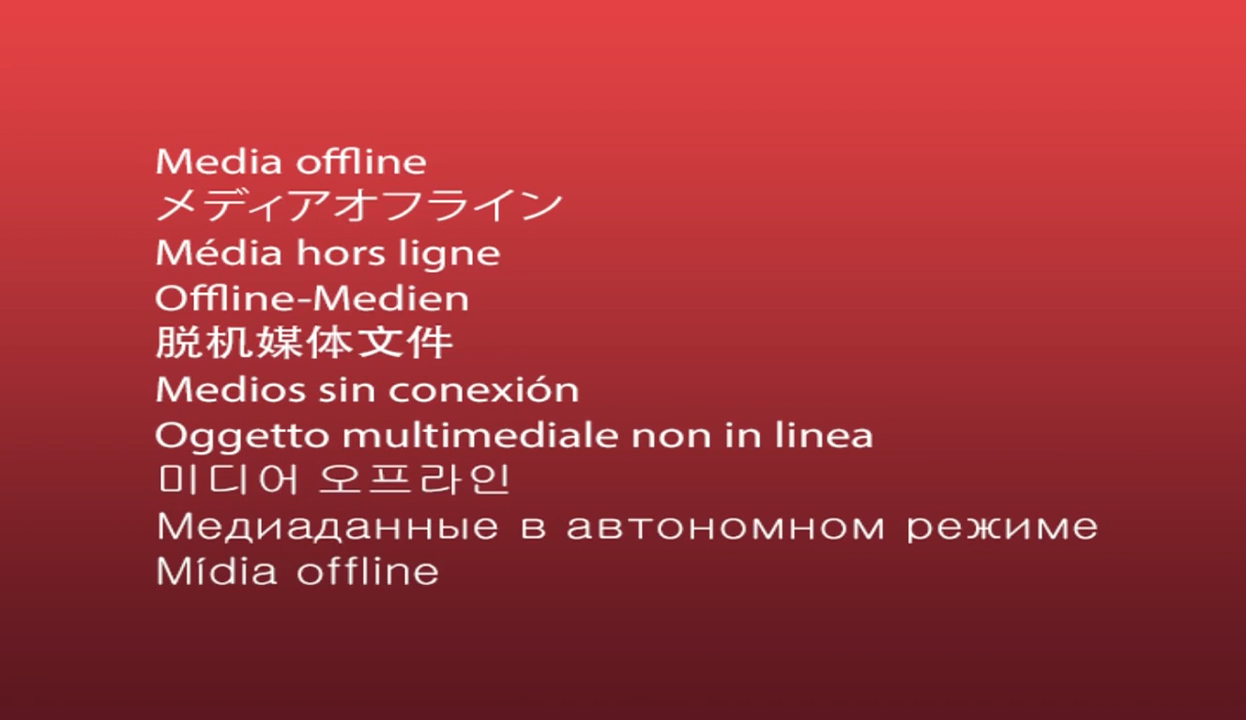 Media offline
メディアオフライン
Média hors ligne
Offline-Medien
脱机媒体文件
Medios sin conexión
Oggetto multimediale non in linea
미디어 오프라인
Медиаданные в автономном режиме
Mídia offline